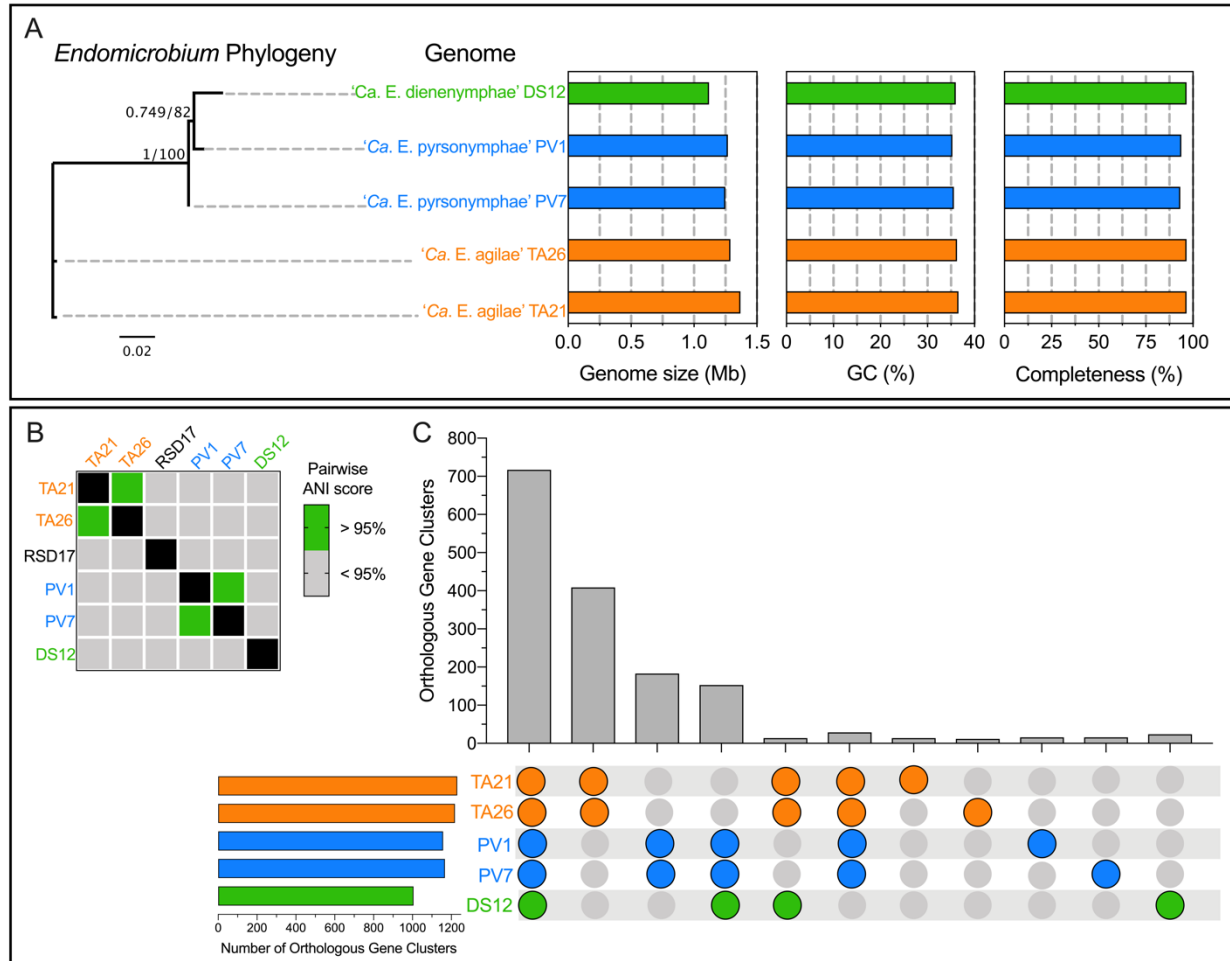 A
Endomicrobium Phylogeny
Genome
0.749/82
1/100
0.02
'Ca. E. dienenymphae' DS12
'Ca. E. pyrsonymphae' PV1
'Ca. E. pyrsonymphae' PV7
'Ca. E. agilae' TA26
'Ca. E. agilae' TA21
0.0 0.5 1.0 1.5
Genome size (Mb)
0 10 20 30 40
GC (%)
0 25 50 75 100
Completeness (%)
B
TA21 TA26 RSD17 PV1 PV7 DS12
TA21
TA26
RSD17
PV1
PV7
DS12
Pairwise
ANI score
> 95%
< 95%
C
Orthologous Gene Clusters
800
700
600
500
400
300
200
100
0
TA21
TA26
PV1
PV7
DS12
0 200 400 600 800 1000 1200
Number of Orthologous Gene Clusters